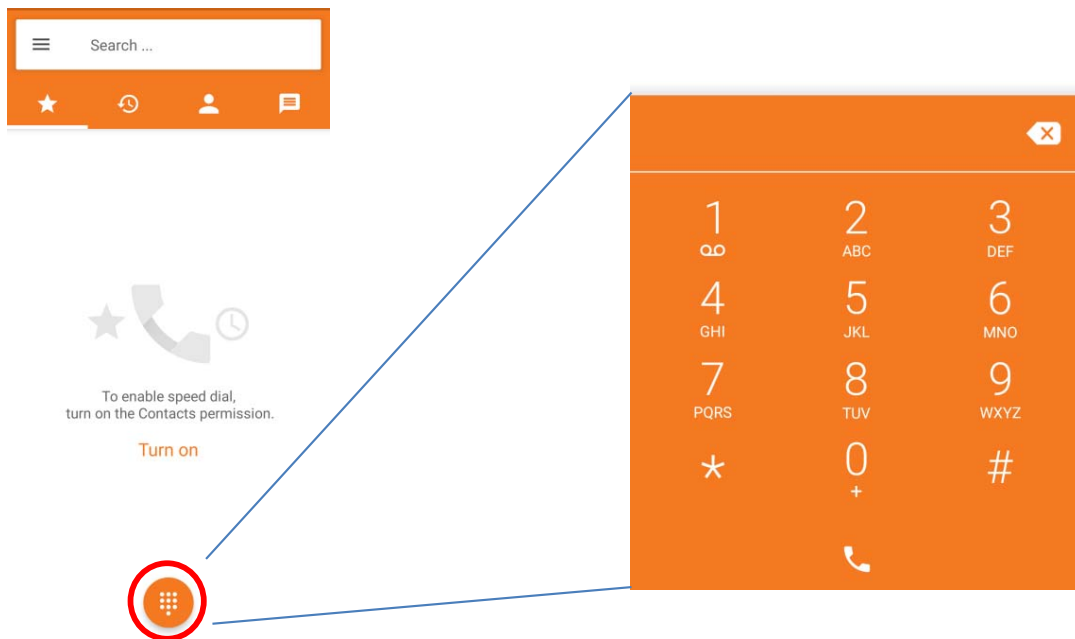 Search ...
To enable speed dial,
turn on the Contacts permission.
Turn on
1 2 3
ABC DEF
4 5 6
GHI JKL MNO
7 8 9
PQRS TUV WXYZ
* 0 #
+